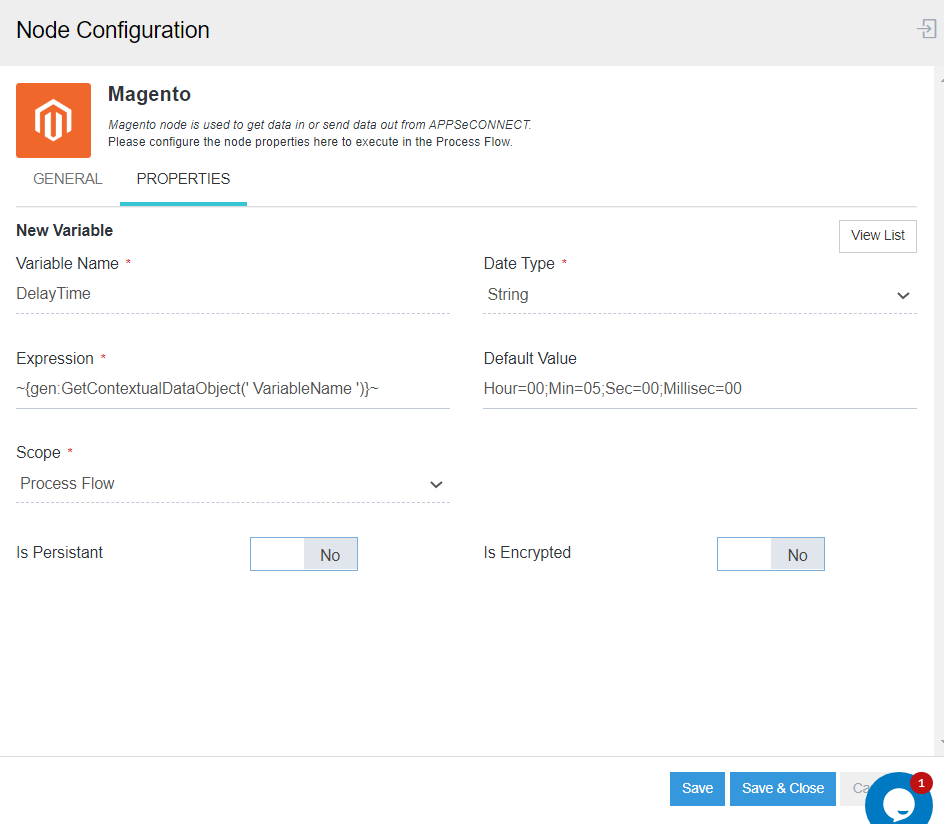 Node Configuration
Magento
Magento node is used to get data in or send data out from APPSeCONNECT.
Please configure the node properties here to execute in the Process Flow.
GENERAL PROPERTIES
New Variable
View List
Variable Name * Date Type *
DelayTime String
Expression * Default Value
~{gen:GetContextualDataObject(' VariableName ')}~ Hour=00;Min=05;Sec=00;Millisec=00
Scope *
Process Flow
Is Persistant No Is Encrypted No
Save Save & Close
1